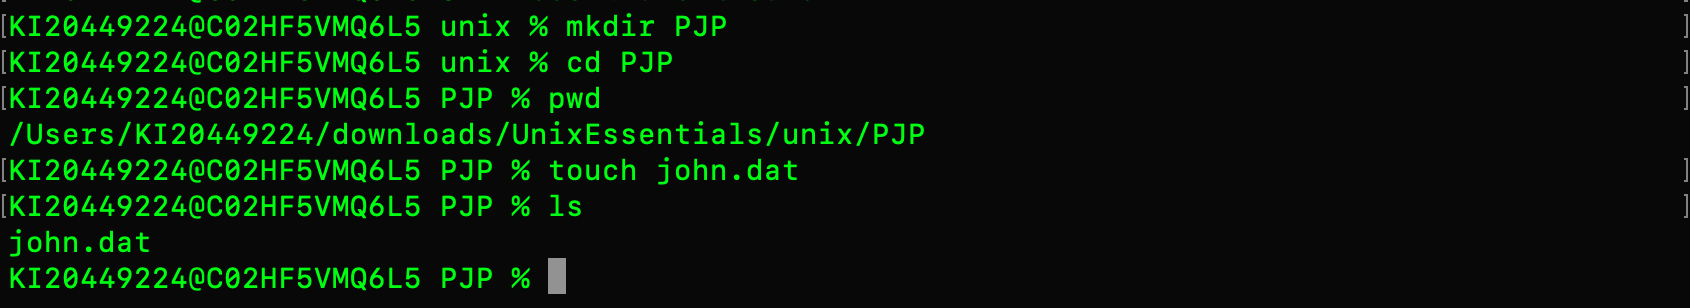 [KI20449224@C02HF5VMQ6L5 unix % mkdir PJP ]
[KI20449224@C02HF5VMQ6L5 unix % cd PJP ]
[KI20449224@C02HF5VMQ6L5 PJP % pwd ]
/Users/KI20449224/downloads/UnixEssentials/unix/PJP
[KI20449224@C02HF5VMQ6L5 PJP % touch john.dat ]
[KI20449224@C02HF5VMQ6L5 PJP % ls ]
john.dat
KI20449224@C02HF5VMQ6L5 PJP %